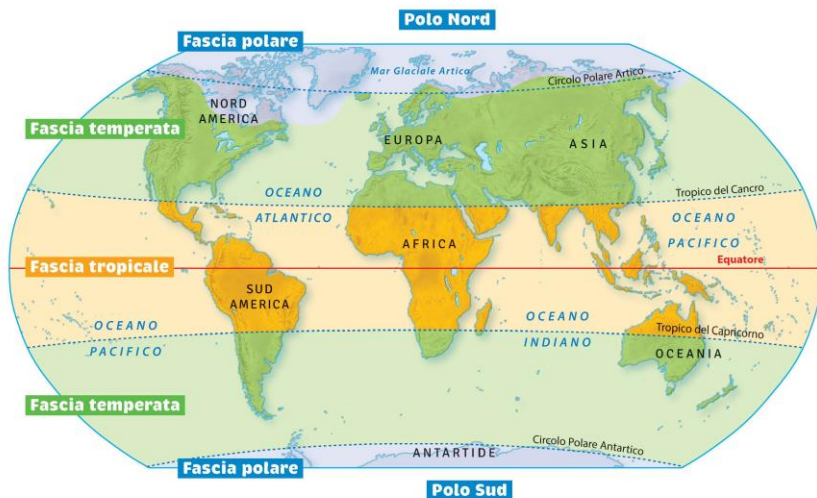 Polo Nord
Fascia polare
Mar Glaciale Artico
Circolo Polare Artico
NORD
AMERICA
Fascia temperata
EUROPA
ASIA
Tropico del Cancro
OCEANO
ATLANTICO
OCEANO
PACIFICO
AFRICA
Equatore
Fascia tropicale
SUD
AMERICA
OCEANO
PACIFICO
OCEANO
INDIANO
Tropico del Capricorno
OCEANIA
Fascia temperata
Circolo Polare Antartico
ANTARTIDE
Fascia polare
Polo Sud